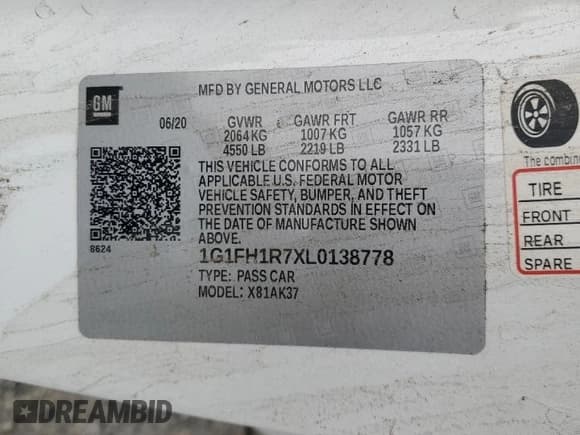 MFD BY GENERAL MOTORS LLC
GM
06/20 GVWR GAWR FRT GAWR RR
2064 KG 1007 KG 1057 KG
4550 LB 2219 LB 2331 LB
THIS VEHICLE CONFORMS TO ALL
APPLICABLE U.S. FEDERAL MOTOR
VEHICLE SAFETY, BUMPER, AND THEFT
PREVENTION STANDARDS IN EFFECT ON
THE DATE OF MANUFACTURE SHOWN
ABOVE.
8624
1G1FH1R7XL0138778
TYPE: PASS CAR
MODEL: X81AK37
The combine
TIRE
FRONT
REAR
SPARE
DREAMBID